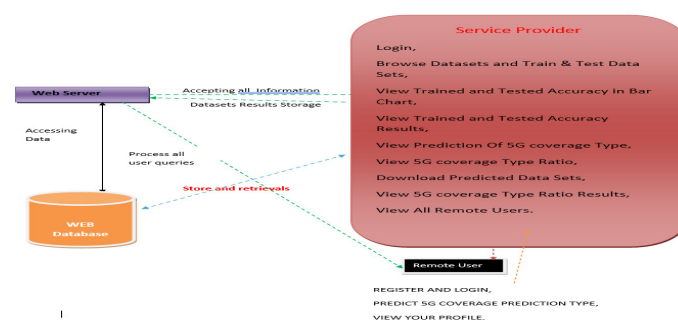 Service Provider
Login,
Browse Datasets and Train & Test Data
Sets,
View Trained and Tested Accuracy in Bar
Chart,
View Trained and Tested Accuracy
Results,
View Prediction Of 5G coverage Type,
View 5G coverage Type Ratio,
Download Predicted Data Sets,
View 5G coverage Type Ratio Results,
View All Remote Users.
Web Server
Accepting all Information
Datasets Results Storage
Accessing
Data
Process all
user queries
Store and retrievals
WEB
Database
Remote User
REGISTER AND LOGIN,
PREDICT 5G COVERAGE PREDICTION TYPE,
VIEW YOUR PROFILE.